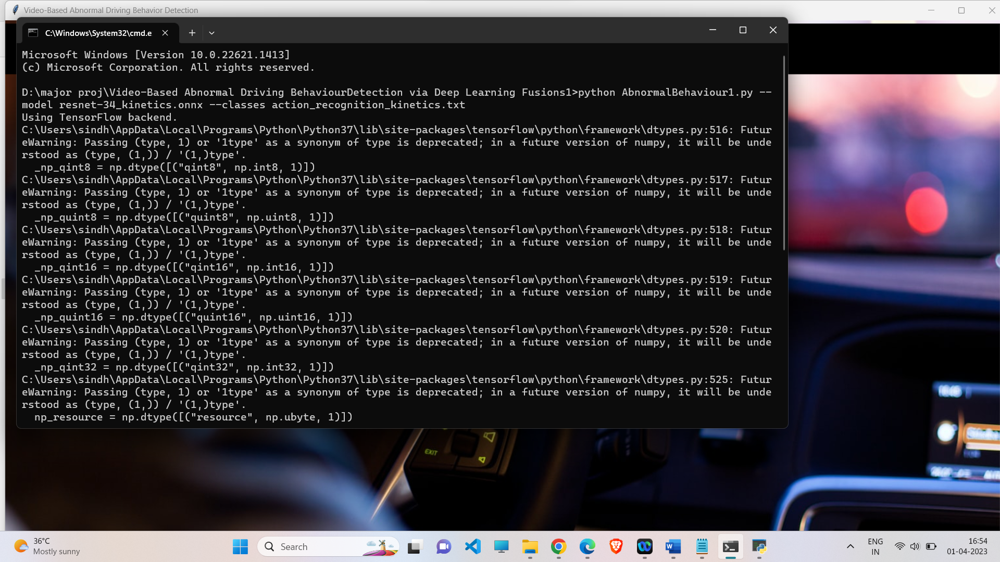 Video-Based Abnormal Driving Behavior Detection
C:\Windows\System32\cmd.e
Microsoft Windows [Version 10.0.22621.1413]
(c) Microsoft Corporation. All rights reserved.
D:\major proj\Video-Based Abnormal Driving BehaviourDetection via Deep Learning Fusions1>python AbnormalBehaviour1.py --
model resnet-34_kinetics.onnx --classes action_recognition_kinetics.txt
Using TensorFlow backend.
C:\Users\sindh\AppData\Local\Programs\Python\Python37\lib\site-packages\tensorflow\python\framework\dtypes.py:516: Futur
eWarning: Passing (type, 1) or '1type' as a synonym of type is deprecated; in a future version of numpy, it will be unde
rstood as (type, (1,)) / '(1,)type'.
_np_qint8 = np.dtype([("qint8", np.int8, 1)])
C:\Users\sindh\AppData\Local\Programs\Python\Python37\lib\site-packages\tensorflow\python\framework\dtypes.py:517: Futur
eWarning: Passing (type, 1) or '1type' as a synonym of type is deprecated; in a future version of numpy, it will be unde
rstood as (type, (1,)) / '(1,)type'.
_np_quint8 = np.dtype([("quint8", np.uint8, 1)])
C:\Users\sindh\AppData\Local\Programs\Python\Python37\lib\site-packages\tensorflow\python\framework\dtypes.py:518: Futur
eWarning: Passing (type, 1) or '1type' as a synonym of type is deprecated; in a future version of numpy, it will be unde
rstood as (type, (1,)) / '(1,)type'.
_np_qint16 = np.dtype([("qint16", np.int16, 1)])
C:\Users\sindh\AppData\Local\Programs\Python\Python37\lib\site-packages\tensorflow\python\framework\dtypes.py:519: Futur
eWarning: Passing (type, 1) or '1type' as a synonym of type is deprecated; in a future version of numpy, it will be unde
rstood as (type, (1,)) / '(1,)type'.
_np_quint16 = np.dtype([("quint16", np.uint16, 1)])
C:\Users\sindh\AppData\Local\Programs\Python\Python37\lib\site-packages\tensorflow\python\framework\dtypes.py:520: Futur
eWarning: Passing (type, 1) or '1type' as a synonym of type is deprecated; in a future version of numpy, it will be unde
rstood as (type, (1,)) / '(1,)type'.
_np_qint32 = np.dtype([("qint32", np.int32, 1)])
C:\Users\sindh\AppData\Local\Programs\Python\Python37\lib\site-packages\tensorflow\python\framework\dtypes.py:525: Futur
eWarning: Passing (type, 1) or '1type' as a synonym of type is deprecated; in a future version of numpy, it will be unde
rstood as (type, (1,)) / '(1,)type'.
np_resource = np.dtype([("resource", np.ubyte, 1)])
EXIT
36°C
Mostly sunny
Search
ENG
IN
16:54
01-04-2023